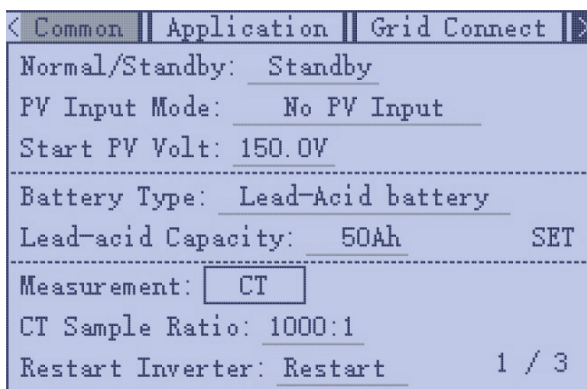 < Common Application Grid Connect >
Normal/Standby: Standby
PV Input Mode: No PV Input
Start PV Volt: 150.0V
Battery Type: Lead-Acid battery
Lead-acid Capacity: 50Ah SET
Measurement: CT
CT Sample Ratio: 1000:1
Restart Inverter: Restart 1 / 3